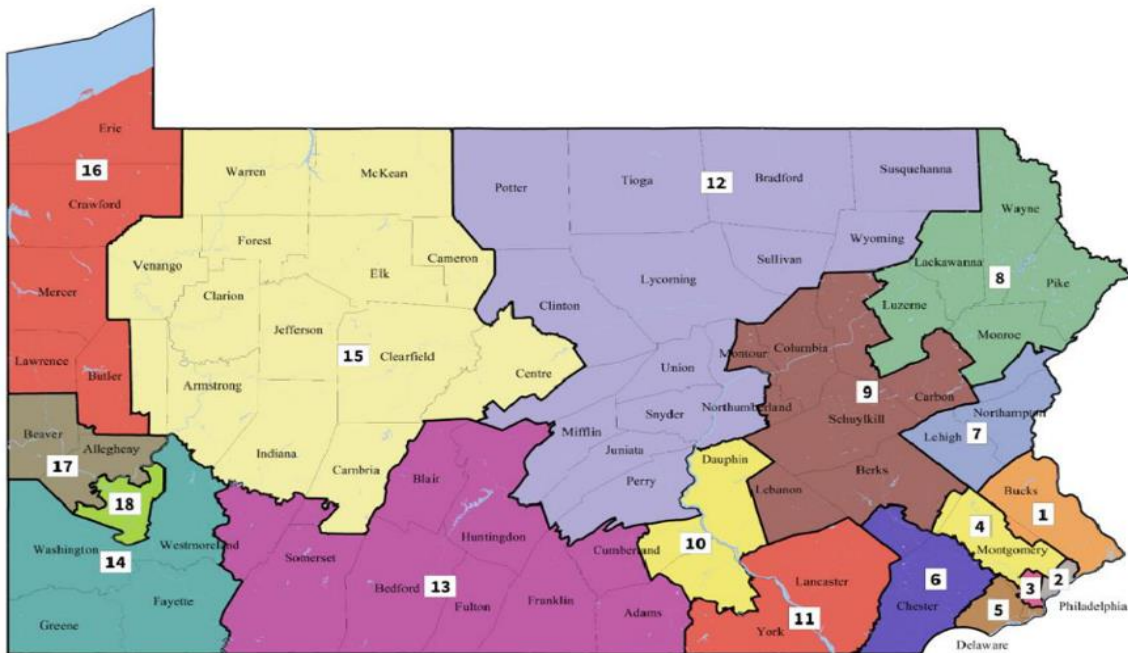 Erie
16
Warren
McKean
Susquehanna
Potter
Tioga
12
Bradford
Crawford
Wayne
Forest
Wyoming
Venango
Cameron
Sullivan
Elk
Lackawanna
8
Lycoming
Pike
Mercer
Clarion
Clinton
Luzerne
Jefferson
Monroe
Columbia
15
Clearfield
Montour
Lawrence
Butler
Union
Centre
Armstrong
9
Carbon
Snyder
Northumberland
Northampton
Schuylkill
Beaver
Mifflin
7
Lehigh
Allegheny
Juniata
Indiana
Dauphin
17
Cambria
Blair
Berks
Perry
Lebanon
Bucks
18
1
4
Huntingdon
Washington
Westmoreland
Cumberland
10
Montgomery
Somerset
14
6
Lancaster
2
13
Bedford
3
Fulton
Franklin
Fayette
Chester
5
Philadelphia
Adams
11
Greene
York
Delaware